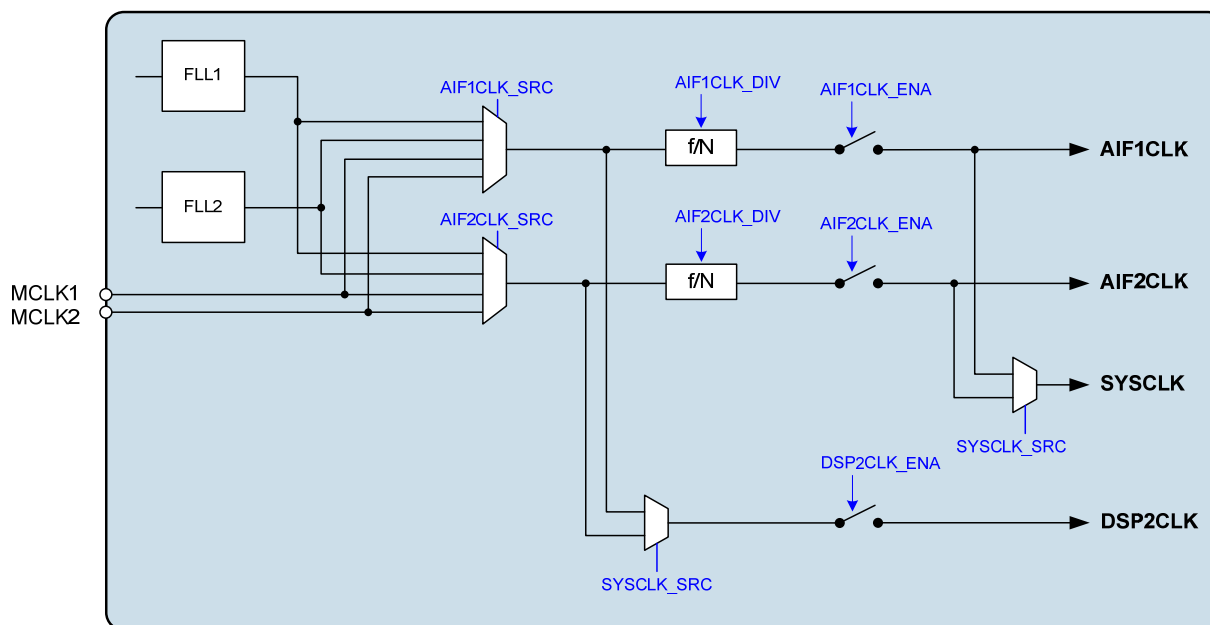 FLL1
AIF1CLK_SRC
AIF1CLK_DIV
AIF1CLK_ENA
f/N
AIF1CLK
FLL2
AIF2CLK_SRC
AIF2CLK_DIV
AIF2CLK_ENA
f/N
AIF2CLK
MCLK1
MCLK2
SYSCLK
SYSCLK_SRC
DSP2CLK_ENA
DSP2CLK
SYSCLK_SRC